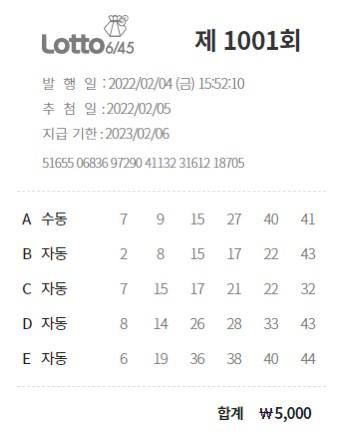 Lotto6/45 제 1001회
발 행 일 : 2022/02/04 (금) 15:52:10
추 첨 일 : 2022/02/05
지급 기한 : 2023/02/06
51655 06836 97290 41132 31612 18705
A 수동 7 9 15 27 40 41
B 자동 2 8 15 17 22 43
C 자동 7 15 17 21 22 32
D 자동 8 14 26 28 33 43
E 자동 6 19 36 38 40 44
합계 ₩5,000